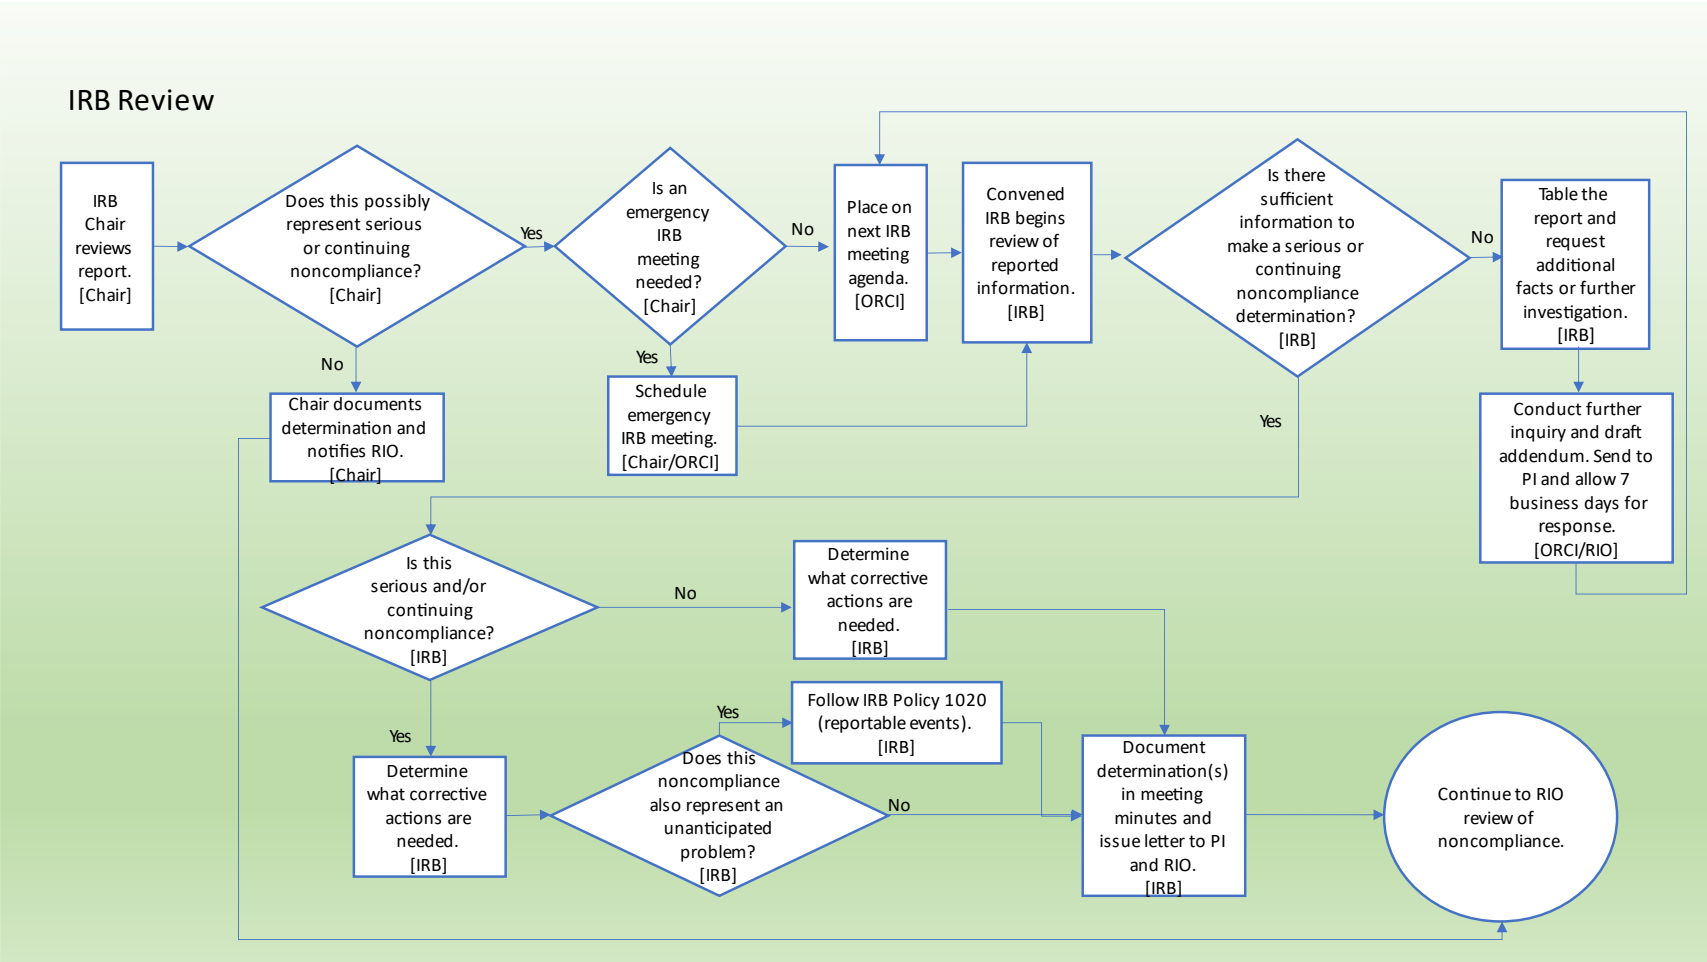 IRB Review
IRB
Chair
reviews
report.
[Chair]
Does this possibly
represent serious
or continuing
noncompliance?
[Chair]
Yes
No
Is an
emergency
IRB
meeting
needed?
[Chair]
No
Yes
Place on
next IRB
meeting
agenda.
[ORCI]
Convened
IRB begins
review of
reported
information.
[IRB]
Is there
sufficient
information to
make a serious or
continuing
noncompliance
determination?
[IRB]
No
Yes
Table the
report and
request
additional
facts or further
investigation.
[IRB]
Chair documents
determination and
notifies RIO.
[Chair]
Schedule
emergency
IRB meeting.
[Chair/ORCI]
Conduct further
inquiry and draft
addendum. Send to
PI and allow 7
business days for
response.
[ORCI/RIO]
Is this
serious and/or
continuing
noncompliance?
[IRB]
No
Yes
Determine
what corrective
actions are
needed.
[IRB]
Follow IRB Policy 1020
(reportable events).
[IRB]
Determine
what corrective
actions are
needed.
[IRB]
Does this
noncompliance
also represent an
unanticipated
problem?
[IRB]
Yes
No
Document
determination(s)
in meeting
minutes and
issue letter to PI
and RIO.
[IRB]
Continue to RIO
review of
noncompliance.